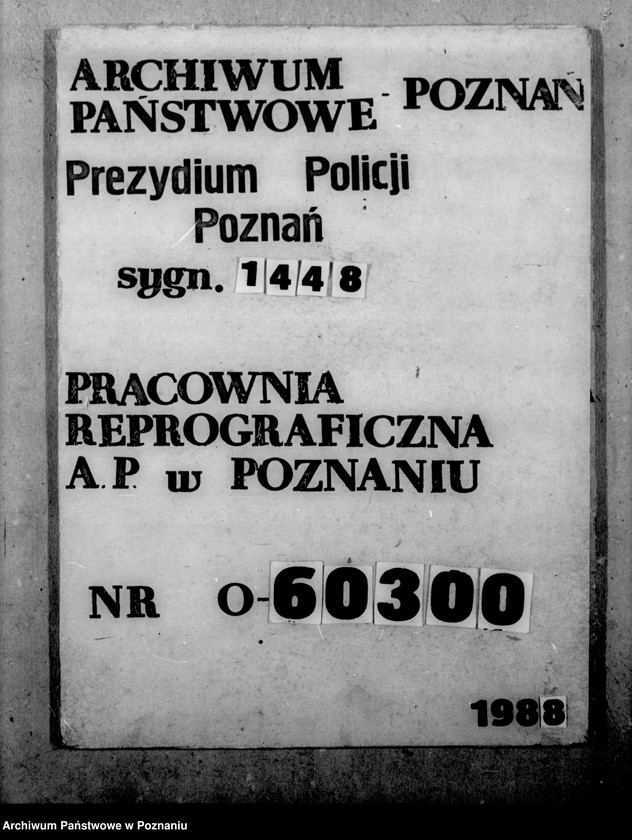 ARCHIWUM
PAŃSTWOWE - POZNAŃ
Prezydium Policji
Poznań
sygn. 1448
PRACOWNIA
REPROGRAFICZNA
A.P. w POZNANIU
NR O-60300
1988
Archiwum Państwowe w Poznaniu